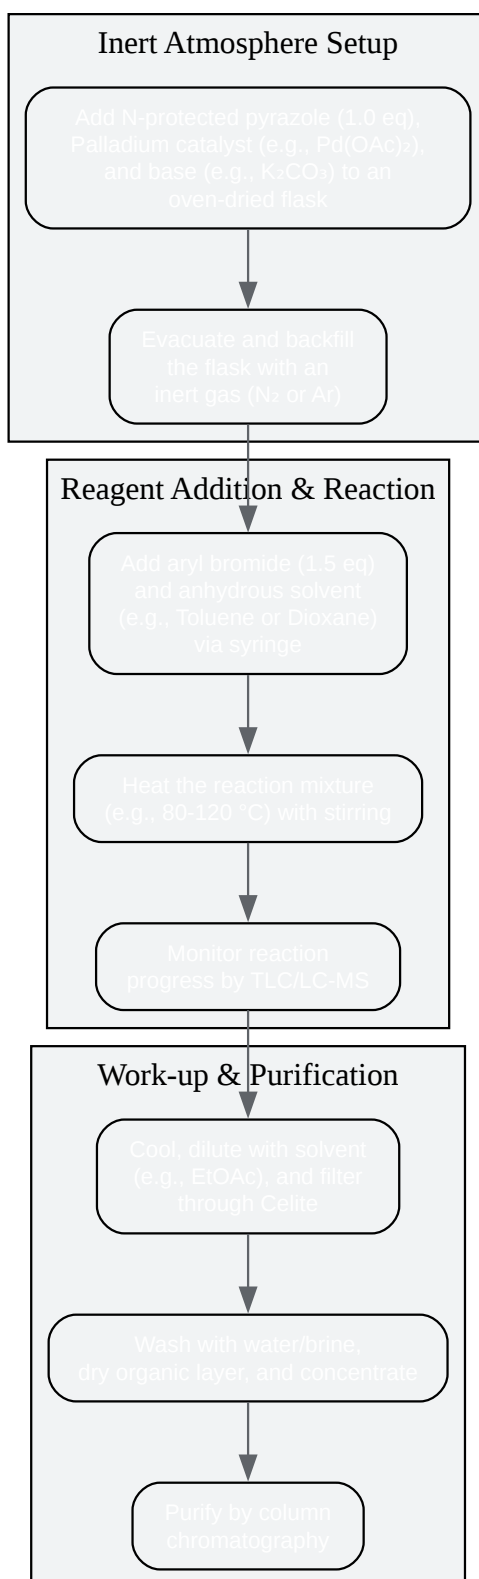 Inert Atmosphere Setup
Add N-protected pyrazole (1.0 eq),
Palladium catalyst (e.g., Pd(OAc)₂),
and base (e.g., K₂CO₃) to an
oven-dried flask
Evacuate and backfill
the flask with an
inert gas (N₂ or Ar)
Reagent Addition & Reaction
Add aryl bromide (1.5 eq)
and anhydrous solvent
(e.g., Toluene or Dioxane)
via syringe
Heat the reaction mixture
(e.g., 80-120 °C) with stirring
Monitor reaction
progress by TLC/LC-MS
Work-up & Purification
Cool, dilute with solvent
(e.g., EtOAc), and filter
through Celite
Wash with water/brine,
dry organic layer, and concentrate
Purify by column
chromatography